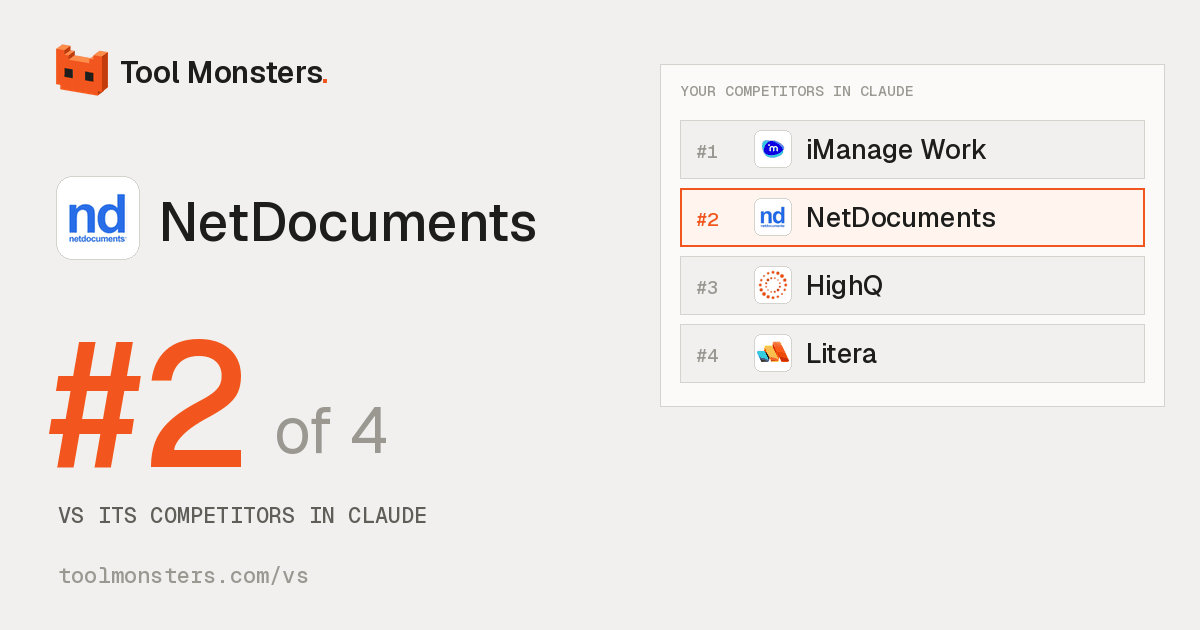 Tool Monsters.
nd
netdocuments
NetDocuments
#2 of 4
VS ITS COMPETITORS IN CLAUDE
toolmonsters.com/vs
YOUR COMPETITORS IN CLAUDE
#1 m iManage Work
#2 nd netdocuments NetDocuments
#3 HighQ
#4 Litera